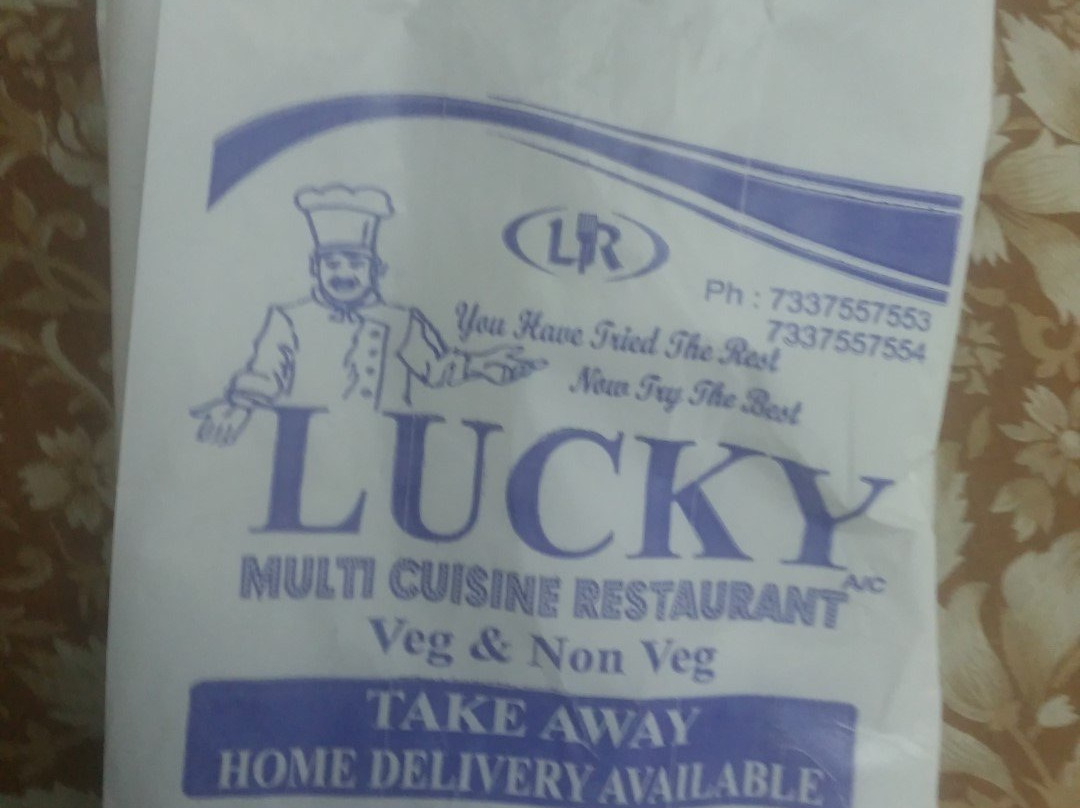 LR
Ph : 7337557553
7337557554
You Have Tried The Rest
Now Try The Best
LUCKY
A/C
MULTI CUISINE RESTAURANT
Veg & Non Veg
TAKE AWAY
HOME DELIVERY AVAILABLE